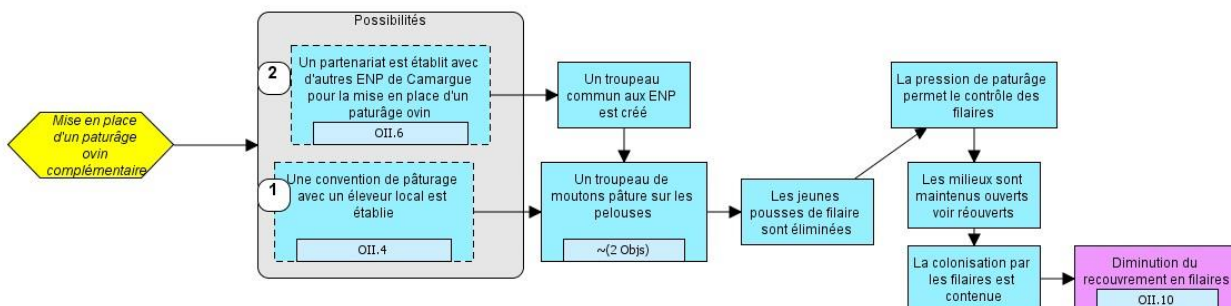 Mise en place
d'un paturâge
ovin
complémentaire
Possibilités
2
Un partenariat est établit avec
d'autres ENP de Camargue
pour la mise en place d'un
paturâge ovin
OII.6
1
Une convention de pâturage
avec un éleveur local est
établie
OII.4
Un troupeau
commun aux ENP
est créé
Un troupeau de
moutons pâture sur les
pelouses
~(2 Objs)
Les jeunes
pousses de filaire
sont éliminées
La pression de paturâge
permet le contrôle des
filaires
Les milieux sont
maintenus ouverts
voir réouverts
La colonisation par
les filaires est
contenue
Diminution du
recouvrement en filaires
OII.10